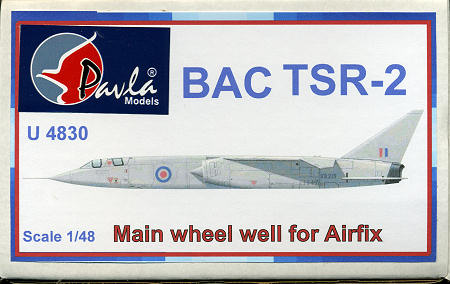 Pavla®
Models
BAC TSR-2
U 4830
Scale 1/48
Main wheel well for Airfix